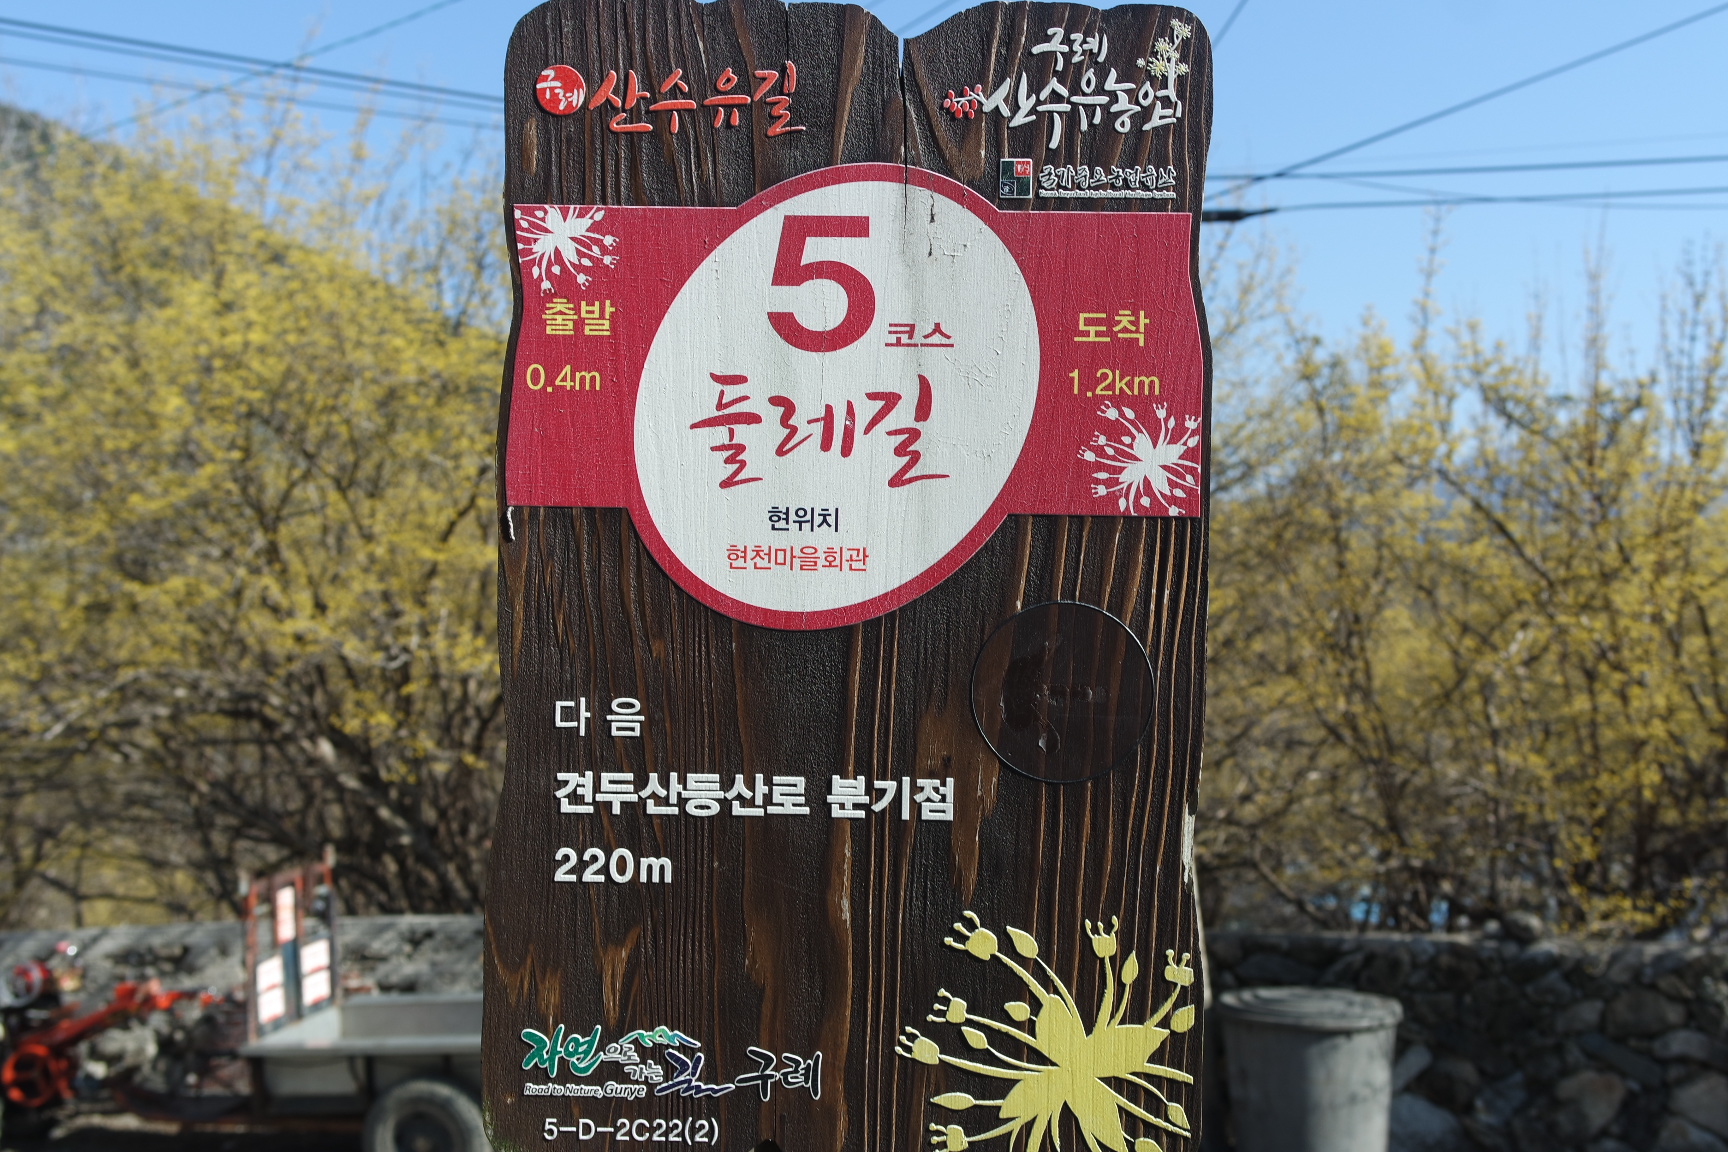 구례 산수유길
구례
산수유농업
국가중요농업유산
5 코스
둘레길
출발
0.4m
도착
1.2km
현위치
현천마을회관
다 음
견두산등산로 분기점
220m
자연으로 가는 길 구례
Road to Nature, Gurye
5-D-2C22(2)